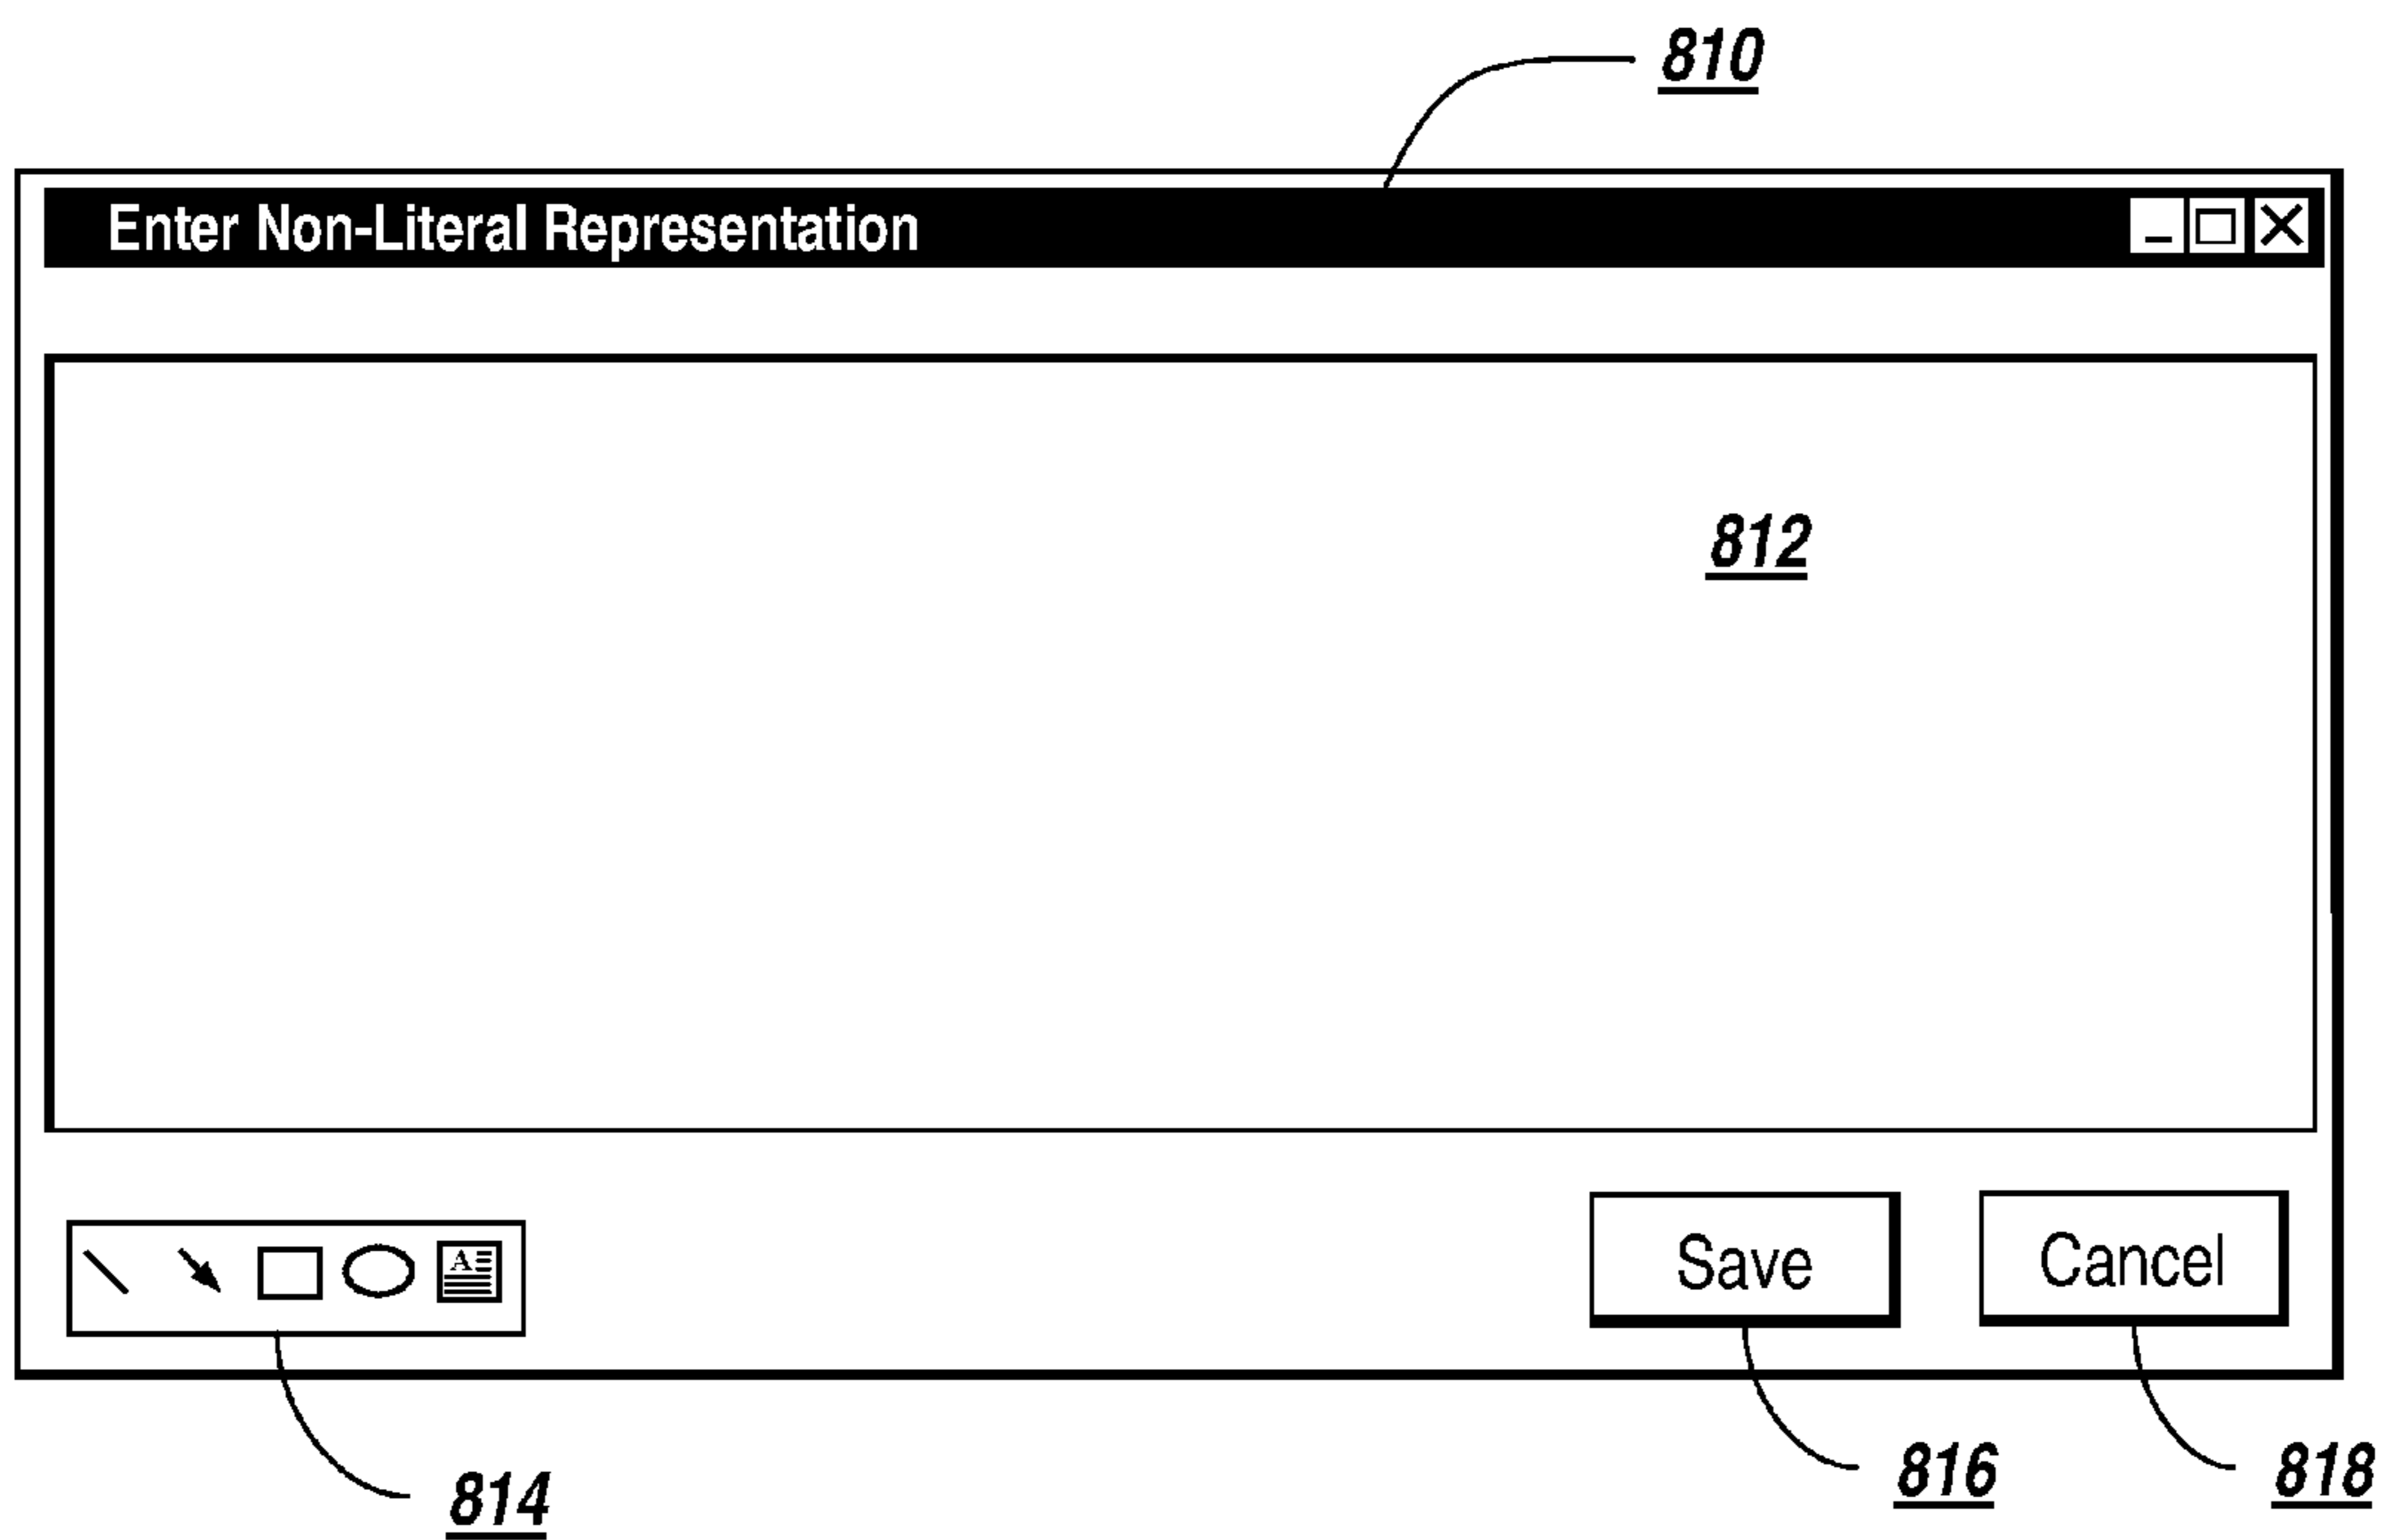 810
Enter Non-Literal Representation
812
A
Save
Cancel
814
816
818